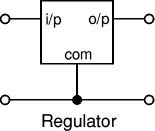 i/p o/p
com
Regulator